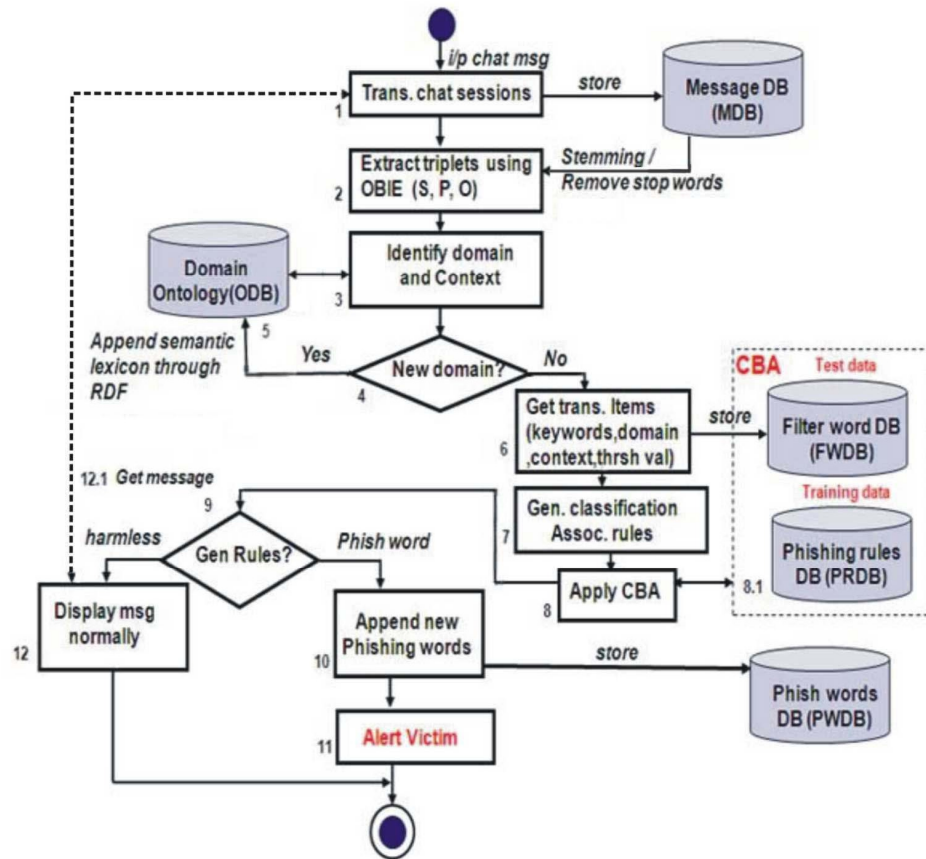 i/p chat msg
Trans. chat sessions
1
store
Message DB
(MDB)
Extract triplets using
OBIE (S, P, O)
2
Stemming /
Remove stop words
Identify domain
and Context
3
Domain
Ontology(ODB)
5
Append semantic
lexicon through
RDF
Yes
New domain?
4
No
CBA
Test data
Get trans. Items
(keywords,domain
,context,thrsh val)
6
store
Filter word DB
(FWDB)
Training data
Gen. classification
Assoc. rules
7
Phishing rules
DB (PRDB)
Apply CBA
8
8.1
12.1 Get message
9
Gen Rules?
harmless
Phish word
Display msg
normally
12
Append new
Phishing words
10
store
Phish words
DB (PWDB)
Alert Victim
11